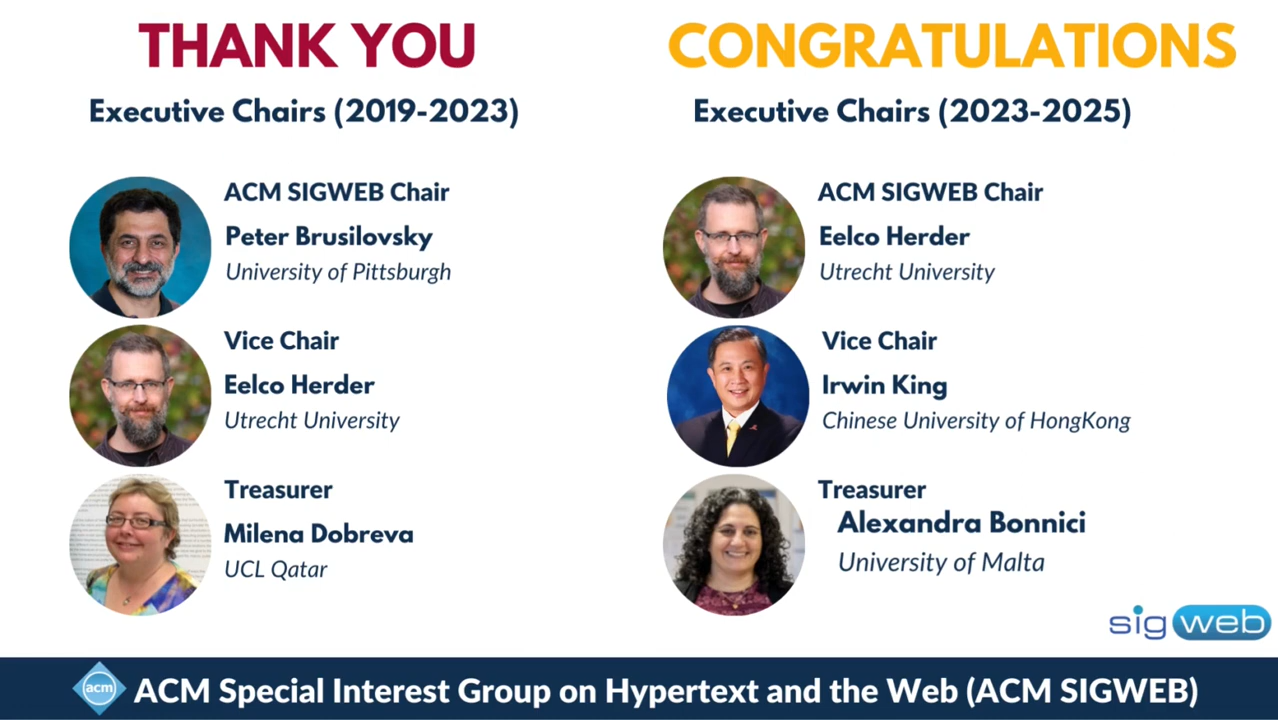 THANK YOU
Executive Chairs (2019-2023)
ACM SIGWEB Chair
Peter Brusilovsky
University of Pittsburgh
Vice Chair
Eelco Herder
Utrecht University
Treasurer
Milena Dobreva
UCL Qatar
CONGRATULATIONS
Executive Chairs (2023-2025)
ACM SIGWEB Chair
Eelco Herder
Utrecht University
Vice Chair
Irwin King
Chinese University of HongKong
Treasurer
Alexandra Bonnici
University of Malta
sig web
acm ACM Special Interest Group on Hypertext and the Web (ACM SIGWEB)